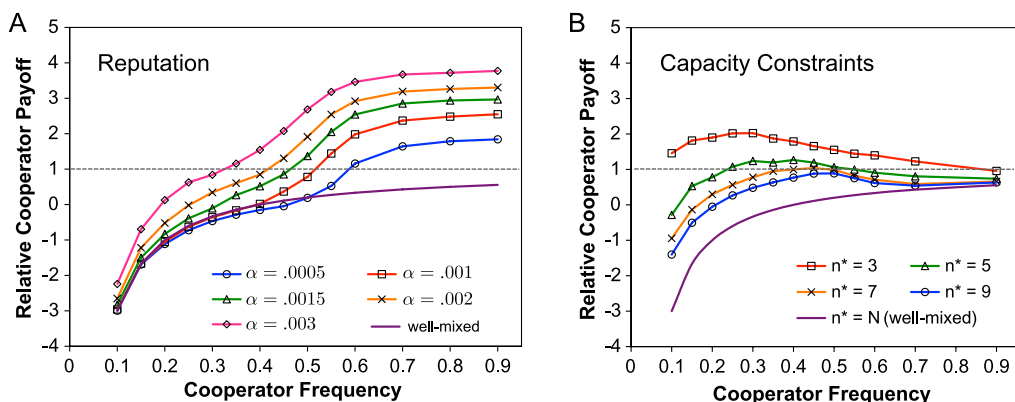 A
Reputation
Relative Cooperator Payoff
5
4
3
2
1
0
-1
-2
-3
-4
α = .0005
α = .001
α = .0015
α = .002
α = .003
well-mixed
0 0.1 0.2 0.3 0.4 0.5 0.6 0.7 0.8 0.9
Cooperator Frequency
B
Capacity Constraints
Relative Cooperator Payoff
5
4
3
2
1
0
-1
-2
-3
-4
n* = 3
n* = 5
n* = 7
n* = 9
n* = N (well-mixed)
0 0.1 0.2 0.3 0.4 0.5 0.6 0.7 0.8 0.9
Cooperator Frequency